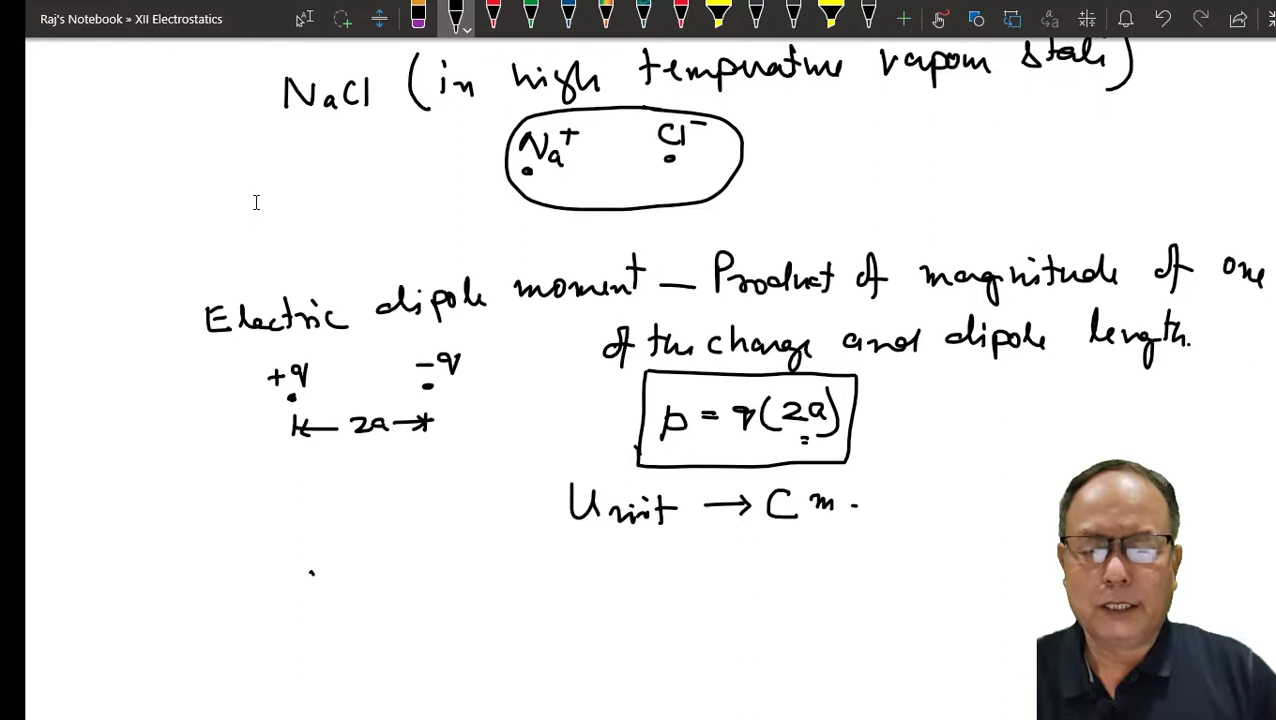 Raj's Notebook » XII Electrostatics
NaCl (in high temperature vapour state)
Na+ Cl−
Electric dipole moment — Product of magnitude of one
of the charge and dipole length.
+q −q
2a
p = q(2a)
Unit → C m.